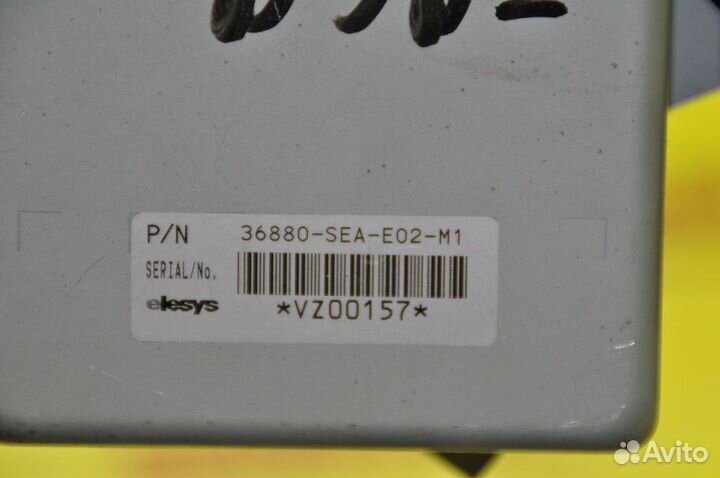 P/N 36880-SEA-E02-M1
SERIAL/No.
elesys *VZ00157*
Avito